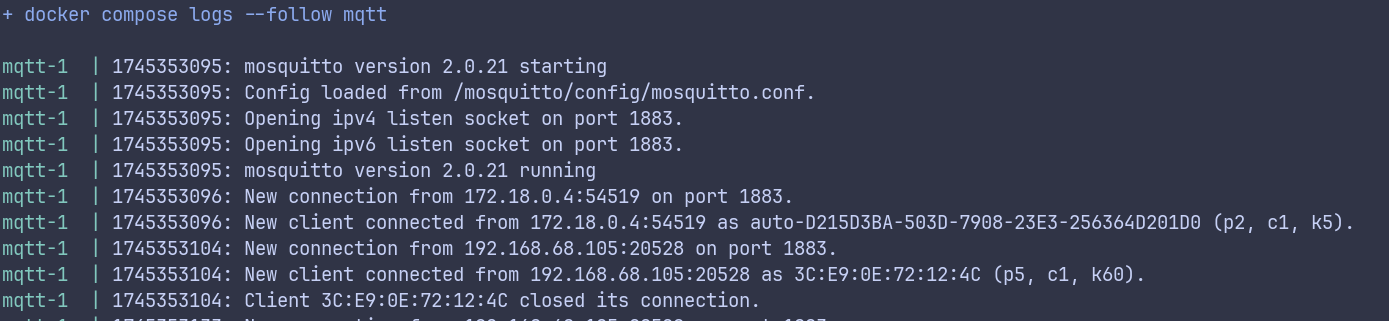 + docker compose logs --follow mqtt
mqtt-1  | 1745353095: mosquitto version 2.0.21 starting
mqtt-1  | 1745353095: Config loaded from /mosquitto/config/mosquitto.conf.
mqtt-1  | 1745353095: Opening ipv4 listen socket on port 1883.
mqtt-1  | 1745353095: Opening ipv6 listen socket on port 1883.
mqtt-1  | 1745353095: mosquitto version 2.0.21 running
mqtt-1  | 1745353096: New connection from 172.18.0.4:54519 on port 1883.
mqtt-1  | 1745353096: New client connected from 172.18.0.4:54519 as auto-D215D3BA-503D-7908-23E3-256364D201D0 (p2, c1, k5).
mqtt-1  | 1745353104: New connection from 192.168.68.105:20528 on port 1883.
mqtt-1  | 1745353104: New client connected from 192.168.68.105:20528 as 3C:E9:0E:72:12:4C (p5, c1, k60).
mqtt-1  | 1745353104: Client 3C:E9:0E:72:12:4C closed its connection.